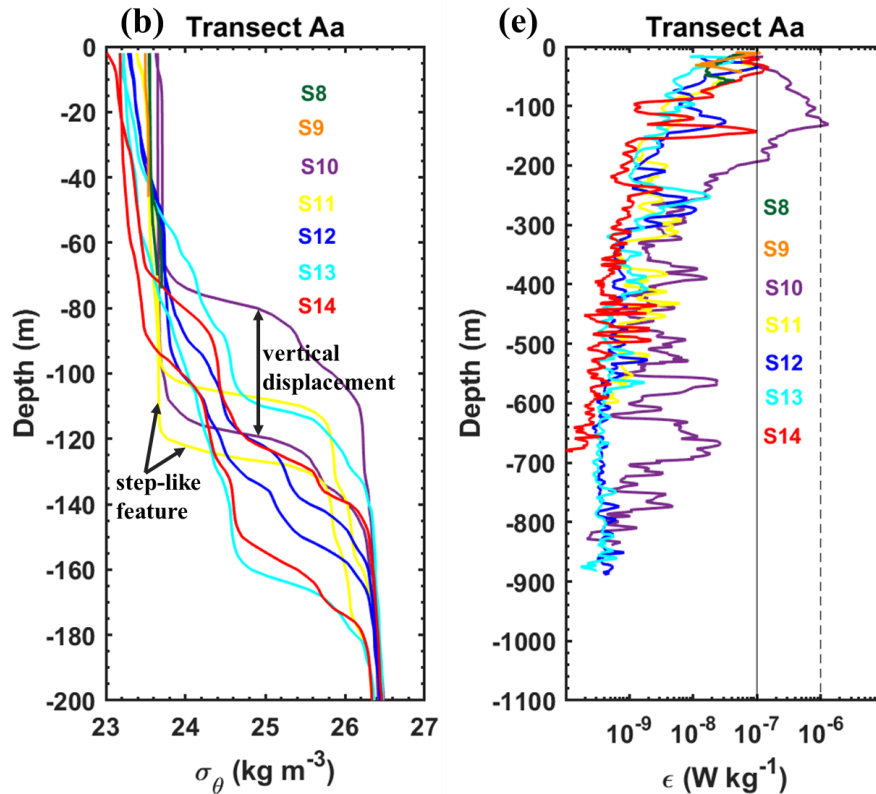 (b)
Transect Aa
0
-20
-40
-60
-80
-100
-120
-140
-160
-180
-200
Depth (m)
S8
S9
S10
S11
S12
S13
S14
vertical
displacement
step-like
feature
23
24
25
26
27
σθ (kg m-3)
(e)
Transect Aa
0
-100
-200
-300
-400
-500
-600
-700
-800
-900
-1000
-1100
Depth (m)
S8
S9
S10
S11
S12
S13
S14
10-9
10-8
10-7
10-6
ϵ (W kg-1)